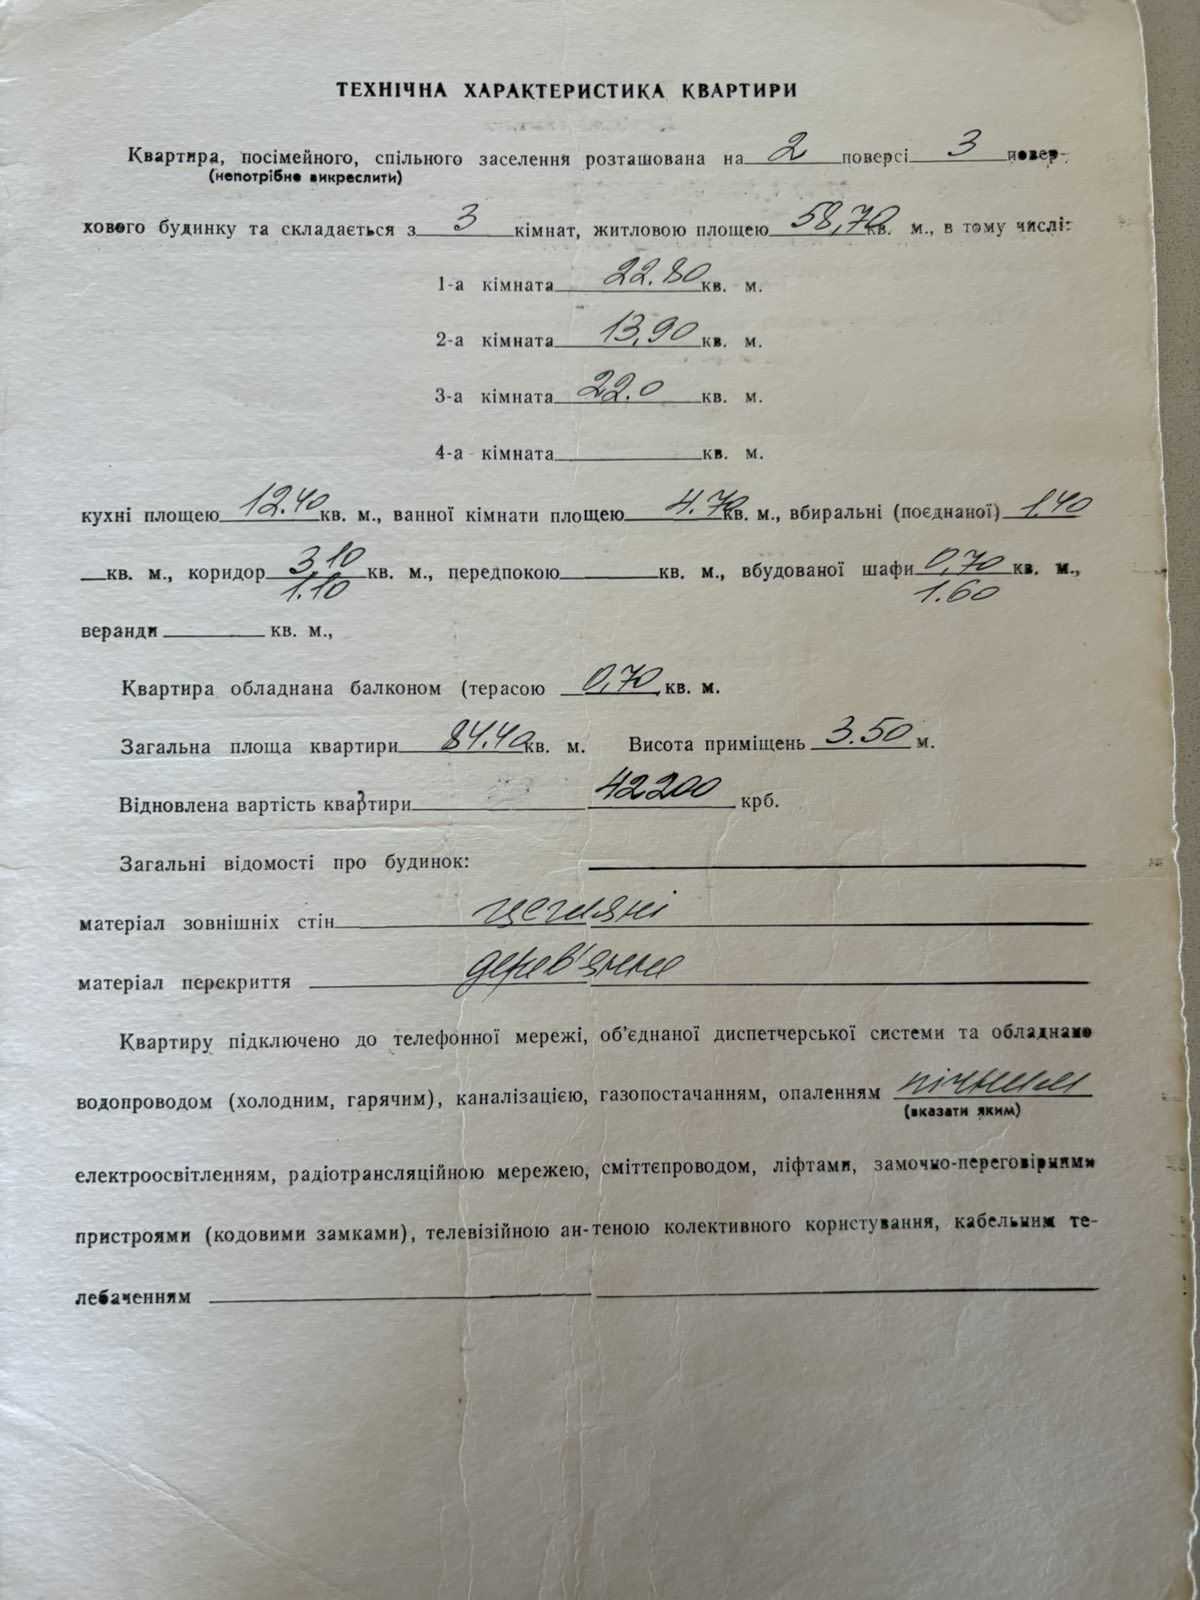 ТЕХНІЧНА ХАРАКТЕРИСТИКА КВАРТИРИ
Квартира, посімейного, спільного заселення розташована на 2 поверсі 3 повер-
(непотрібне викреслити)
хового будинку та складається з 3 кімнат, житловою площею 58,70 кв. м., в тому числі:
1-а кімната 22.80 кв. м.
2-а кімната 13,90 кв. м.
3-а кімната 22.0 кв. м.
4-а кімната кв. м.
кухні площею 12.40 кв. м., ванної кімнати площею 4.70 кв. м., вбиральні (поєднаної) 1,40
кв. м., коридор 3,10 кв. м., передпокою кв. м., вбудованої шафи 0,70 кв. м.,
1.10 1.60
веранди кв. м.,
Квартира обладнана балконом (терасою 0,70 кв. м.
Загальна площа квартири 84.40 кв. м. Висота приміщень 3.50 м.
Відновлена вартість квартири 42200 крб.
Загальні відомості про будинок:
матеріал зовнішніх стін цегляні
матеріал перекриття дерев'янне
Квартиру підключено до телефонної мережі, об'єднаної диспетчерської системи та обладнано
водопроводом (холодним, гарячим), каналізацією, газопостачанням, опаленням пічним
(вказати яким)
електроосвітленням, радіотрансляційною мережею, сміттєпроводом, ліфтами, замочно-переговірними
пристроями (кодовими замками), телевізійною ан-теною колективного користування, кабельним те-
лебаченням